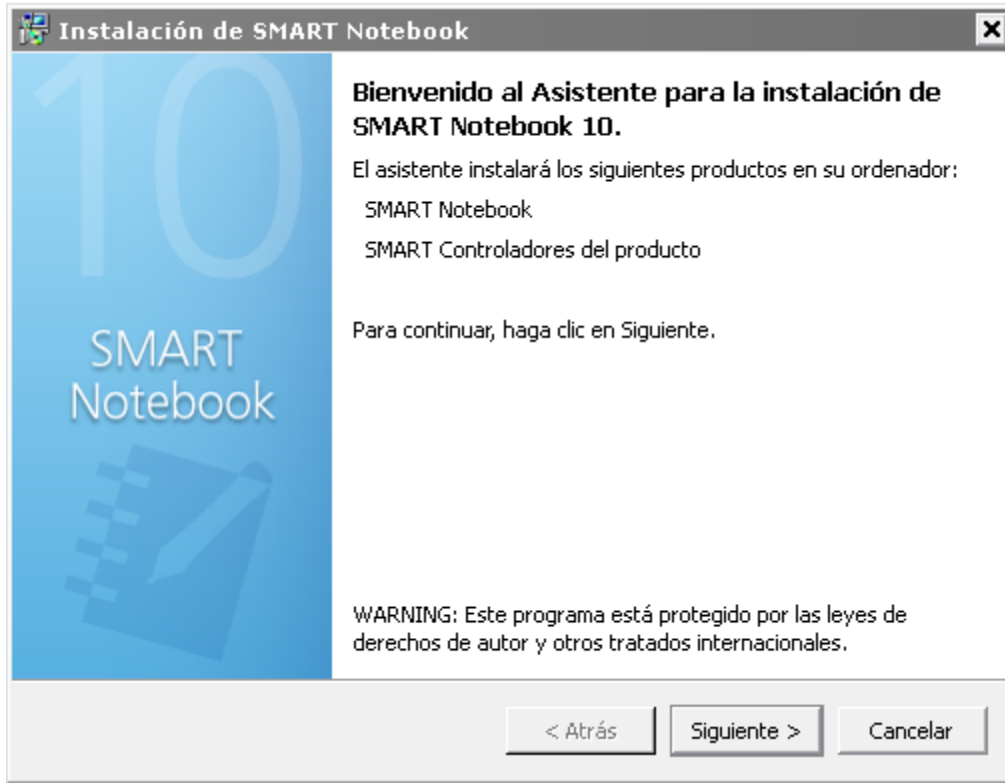 Instalación de SMART Notebook
10
SMART
Notebook
Bienvenido al Asistente para la instalación de
SMART Notebook 10.
El asistente instalará los siguientes productos en su ordenador:
SMART Notebook
SMART Controladores del producto
Para continuar, haga clic en Siguiente.
WARNING: Este programa está protegido por las leyes de
derechos de autor y otros tratados internacionales.
< Atrás
Siguiente >
Cancelar